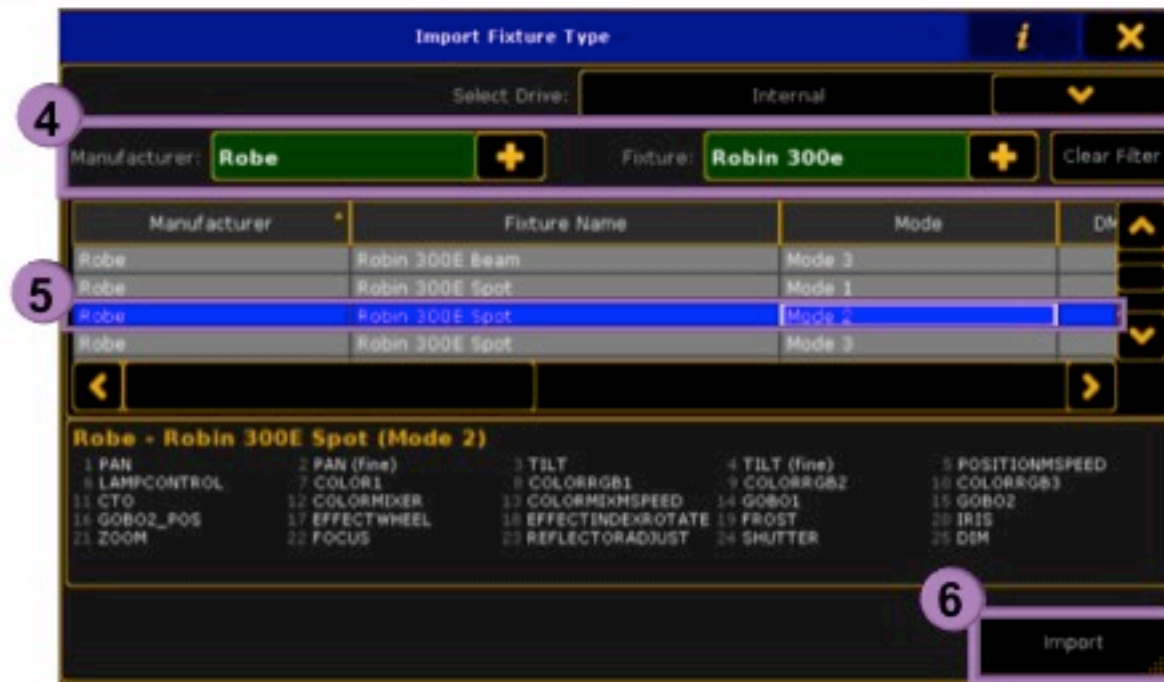 Import Fixture Type
Select Drive: Internal
4
Manufacturer: Robe Fixture: Robin 300e Clear Filter
Manufacturer Fixture Name Mode DM
Robe Robin 300E Beam Mode 3
Robe Robin 300E Spot Mode 1
5
Robe Robin 300E Spot Mode 2
Robe Robin 300E Spot Mode 3
Robe - Robin 300E Spot (Mode 2)
1 PAN 2 PAN (fine) 3 TILT 4 TILT (fine) 5 POSITIONMSPEED
6 LAMPCONTROL 7 COLOR1 8 COLORRGB1 9 COLORRGB2 10 COLORRGB3
11 CTO 12 COLORMIXER 13 COLORMIXMSPEED 14 GOBO1 15 GOBO2
16 GOBO2_POS 17 EFFECTWHEEL 18 EFFECTINDEXROTATE 19 FROST 20 IRIS
21 ZOOM 22 FOCUS 23 REFLECTORADJUST 24 SHUTTER 25 DIM
6
Import